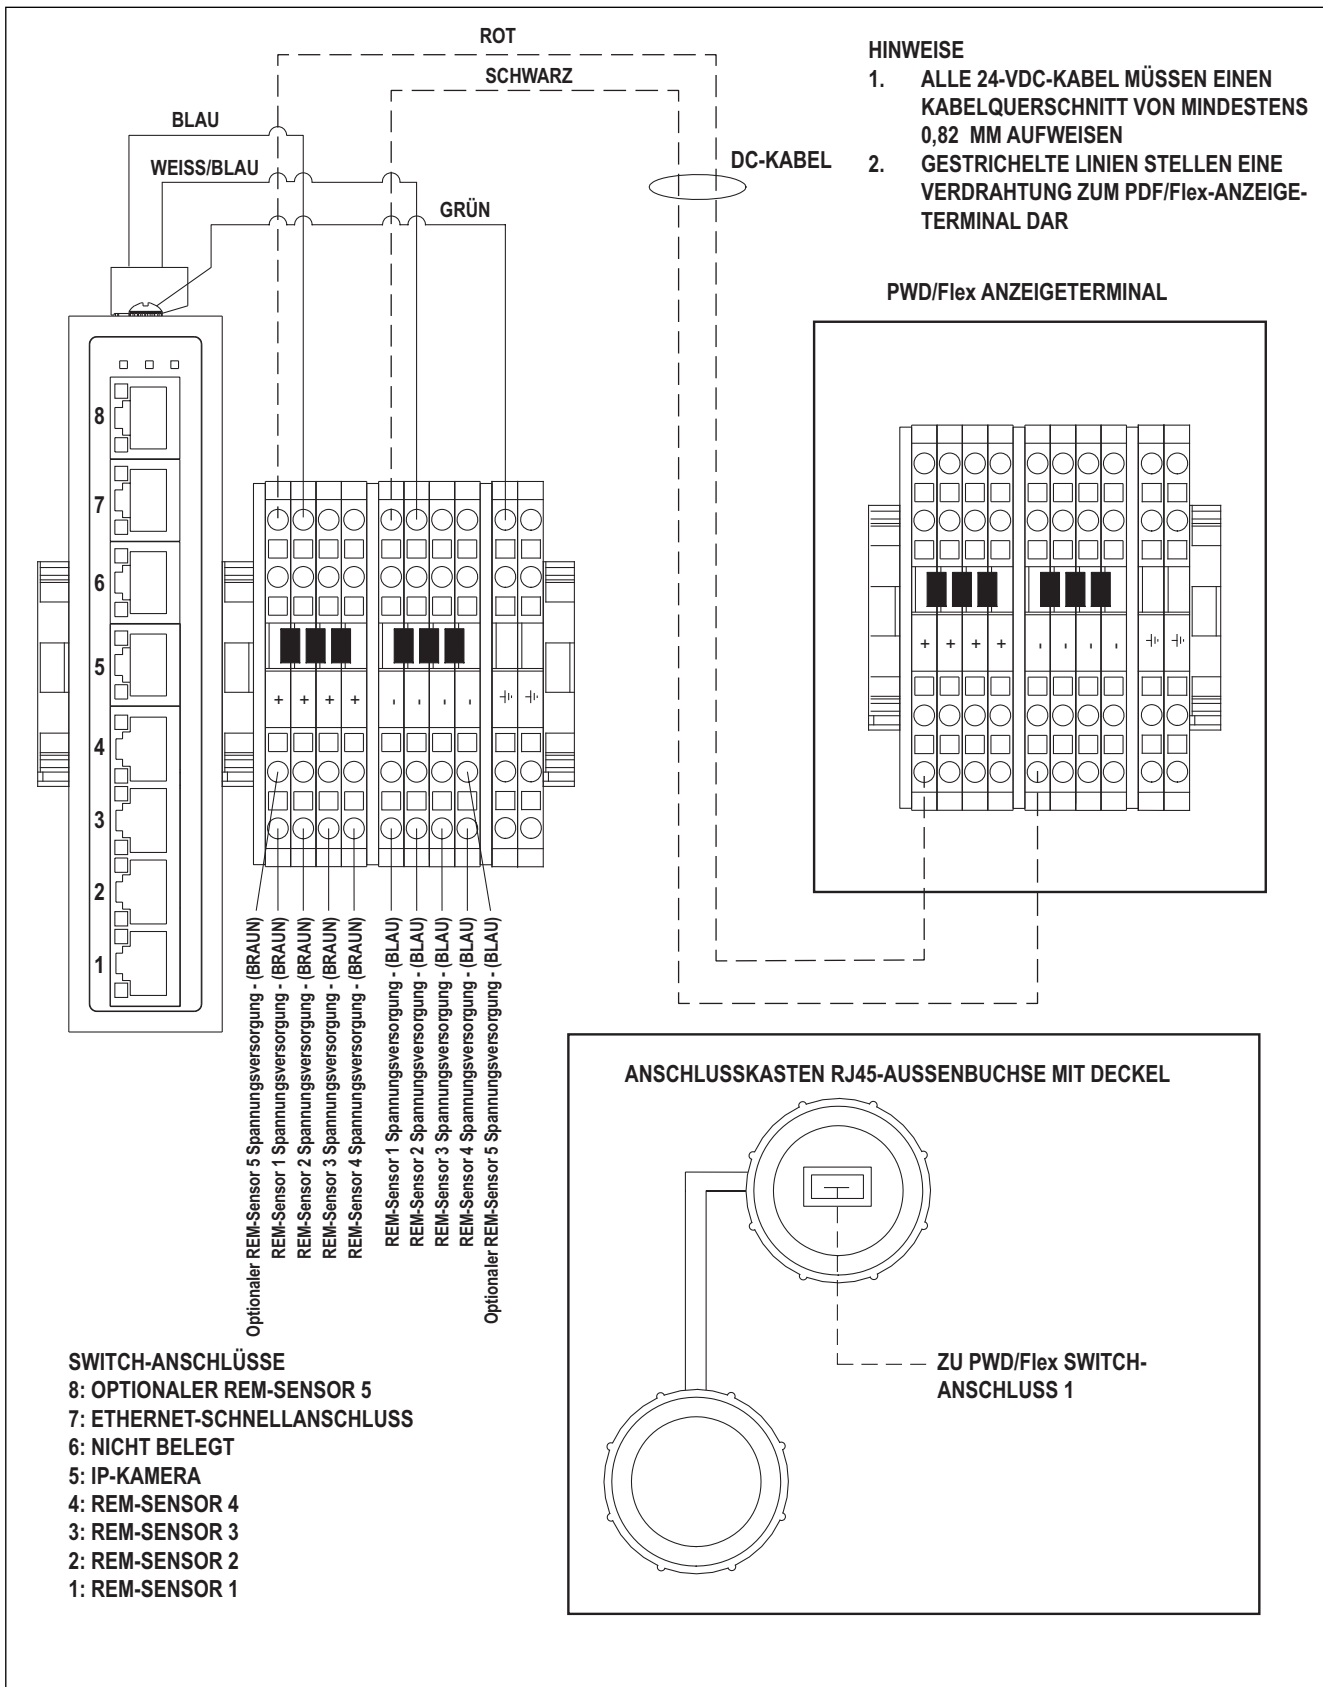 ROT
SCHWARZ
BLAU
WEISS/BLAU
GRÜN
DC-KABEL
HINWEISE
1. ALLE 24-VDC-KABEL MÜSSEN EINEN
KABELQUERSCHNITT VON MINDESTENS
0,82 MM AUFWEISEN
2. GESTRICHELTE LINIEN STELLEN EINE
VERDRAHTUNG ZUM PDF/Flex-ANZEIGE-
TERMINAL DAR
PWD/Flex ANZEIGETERMINAL
+ + + + - - - -
8
7
6
5
4
3
2
1
+ + + + - - - -
Optionaler REM-Sensor 5 Spannungsversorgung - (BRAUN)
REM-Sensor 1 Spannungsversorgung - (BRAUN)
REM-Sensor 2 Spannungsversorgung - (BRAUN)
REM-Sensor 3 Spannungsversorgung - (BRAUN)
REM-Sensor 4 Spannungsversorgung - (BRAUN)
REM-Sensor 1 Spannungsversorgung - (BLAU)
REM-Sensor 2 Spannungsversorgung - (BLAU)
REM-Sensor 3 Spannungsversorgung - (BLAU)
REM-Sensor 4 Spannungsversorgung - (BLAU)
Optionaler REM-Sensor 5 Spannungsversorgung - (BLAU)
ANSCHLUSSKASTEN RJ45-AUSSENBUCHSE MIT DECKEL
ZU PWD/Flex SWITCH-
ANSCHLUSS 1
SWITCH-ANSCHLÜSSE
8: OPTIONALER REM-SENSOR 5
7: ETHERNET-SCHNELLANSCHLUSS
6: NICHT BELEGT
5: IP-KAMERA
4: REM-SENSOR 4
3: REM-SENSOR 3
2: REM-SENSOR 2
1: REM-SENSOR 1